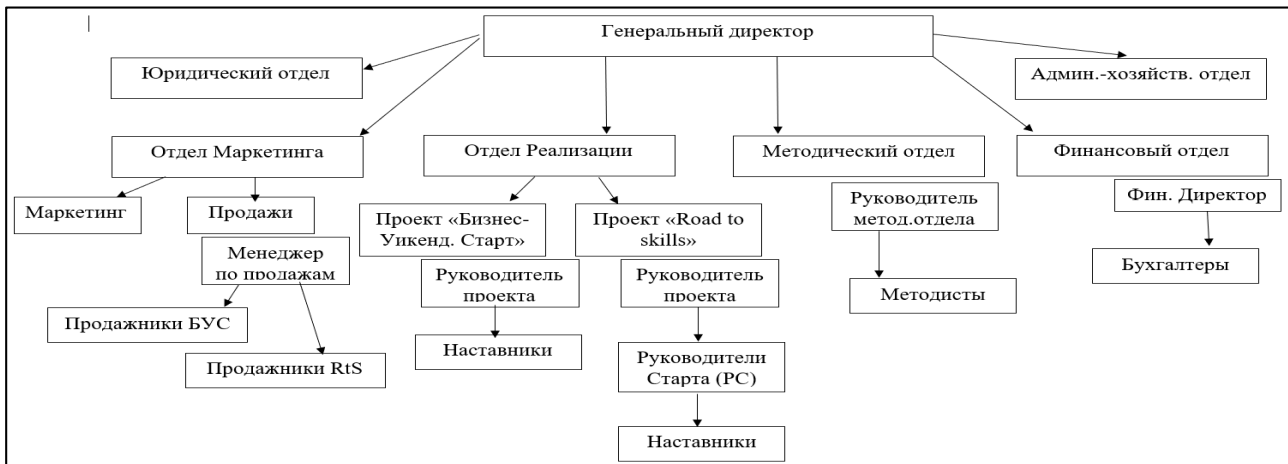 Генеральный директор
Юридический отдел
Админ.-хозяйств. отдел
Отдел Маркетинга
Отдел Реализации
Методический отдел
Финансовый отдел
Маркетинг
Продажи
Проект «Бизнес-
Уикенд. Старт»
Проект «Road to
skills»
Руководитель
метод.отдела
Фин. Директор
Менеджер
по продажам
Руководитель
проекта
Руководитель
проекта
Бухгалтеры
Методисты
Продажники БУС
Наставники
Продажники RtS
Руководители
Старта (РС)
Наставники